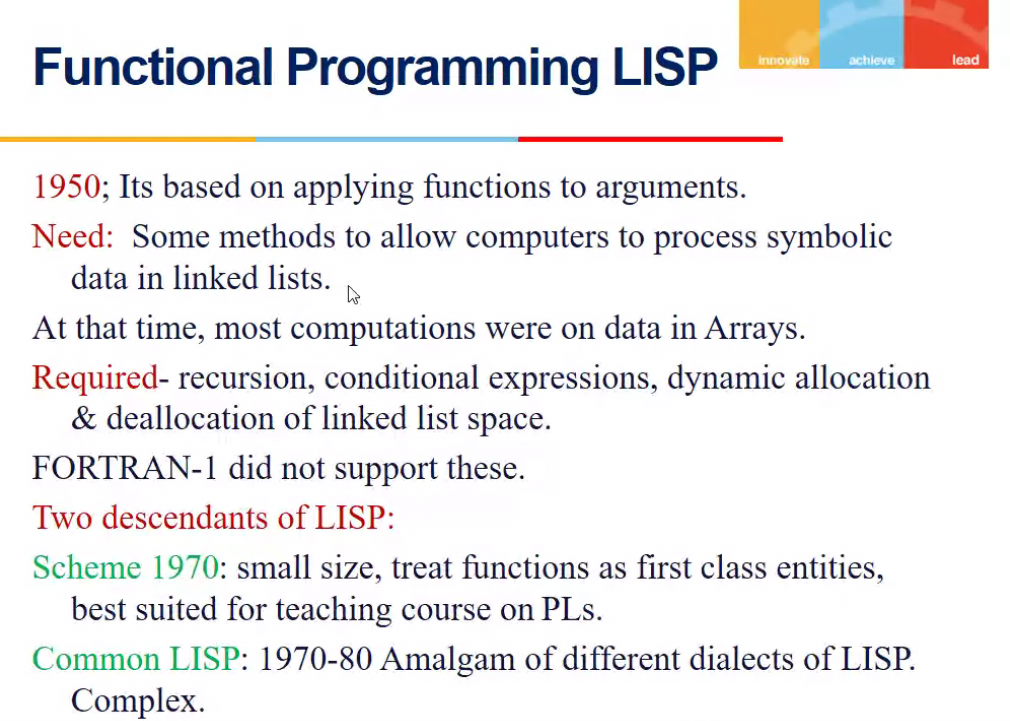 Functional Programming LISP
innovate achieve lead
1950; Its based on applying functions to arguments.
Need: Some methods to allow computers to process symbolic
data in linked lists.
At that time, most computations were on data in Arrays.
Required- recursion, conditional expressions, dynamic allocation
& deallocation of linked list space.
FORTRAN-1 did not support these.
Two descendants of LISP:
Scheme 1970: small size, treat functions as first class entities,
best suited for teaching course on PLs.
Common LISP: 1970-80 Amalgam of different dialects of LISP.
Complex.